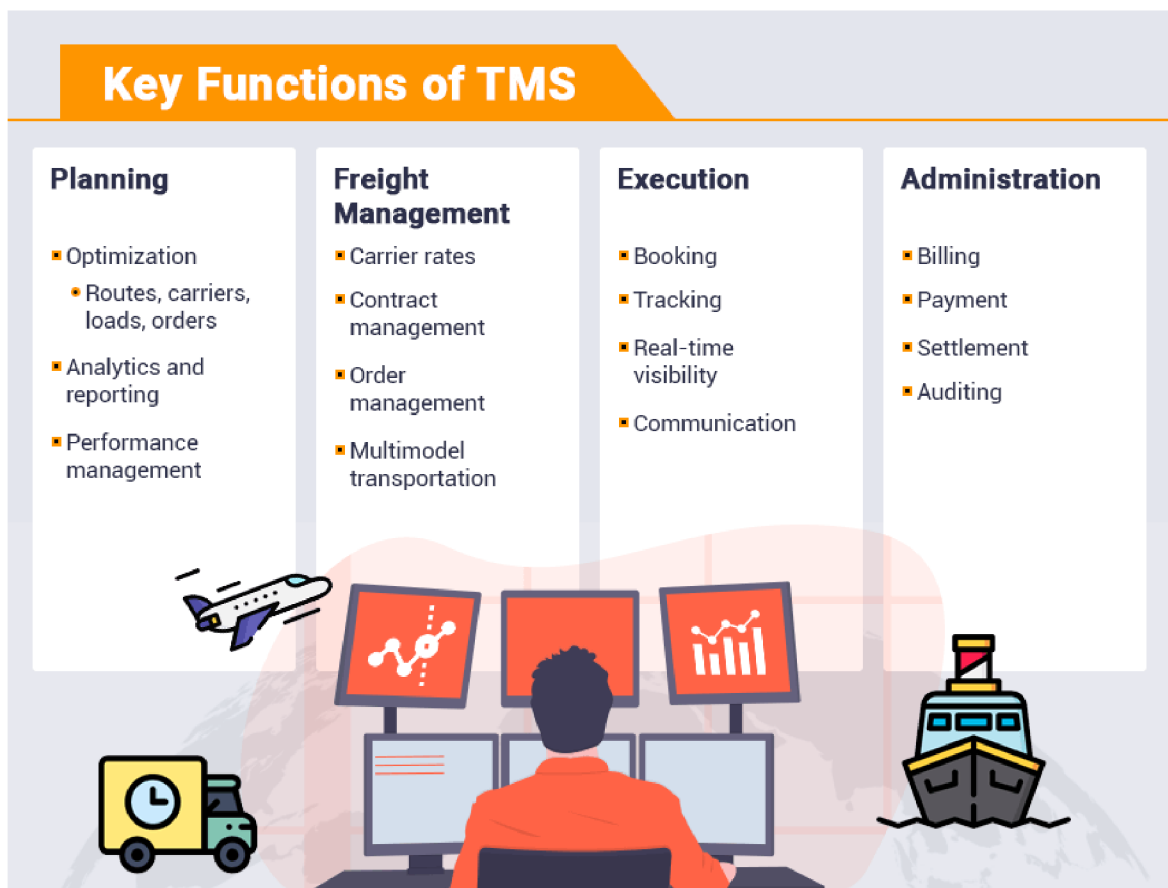 Key Functions of TMS
Planning
Optimization
Routes, carriers,
loads, orders
Analytics and
reporting
Performance
management
Freight
Management
Carrier rates
Contract
management
Order
management
Multimodel
transportation
Execution
Booking
Tracking
Real-time
visibility
Communication
Administration
Billing
Payment
Settlement
Auditing